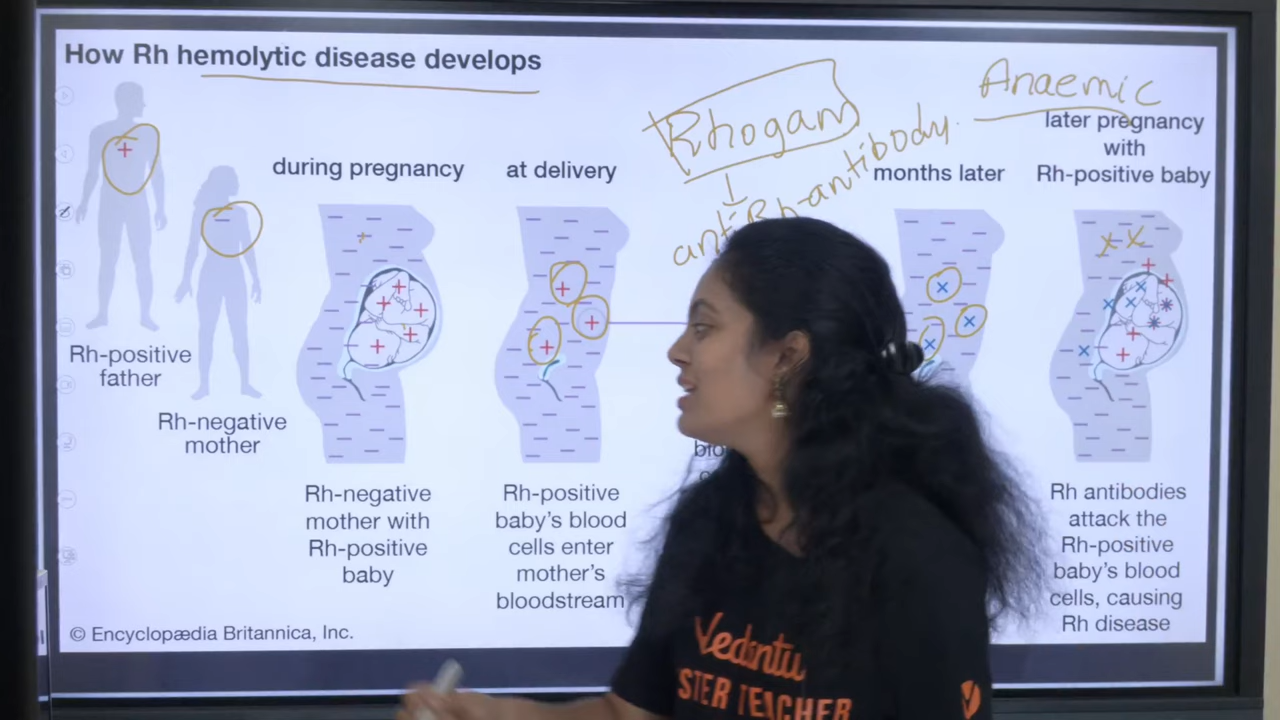 How Rh hemolytic disease develops
Rhogam
anti-Rh-antibody.
Anaemic
during pregnancy
at delivery
months later
later pregnancy
with
Rh-positive baby
Rh-positive
father
Rh-negative
mother
Rh-negative
mother with
Rh-positive
baby
Rh-positive
baby's blood
cells enter
mother's
bloodstream
Rh antibodies
attack the
Rh-positive
baby's blood
cells, causing
Rh disease
© Encyclopædia Britannica, Inc.
Vedantu
TEACHER